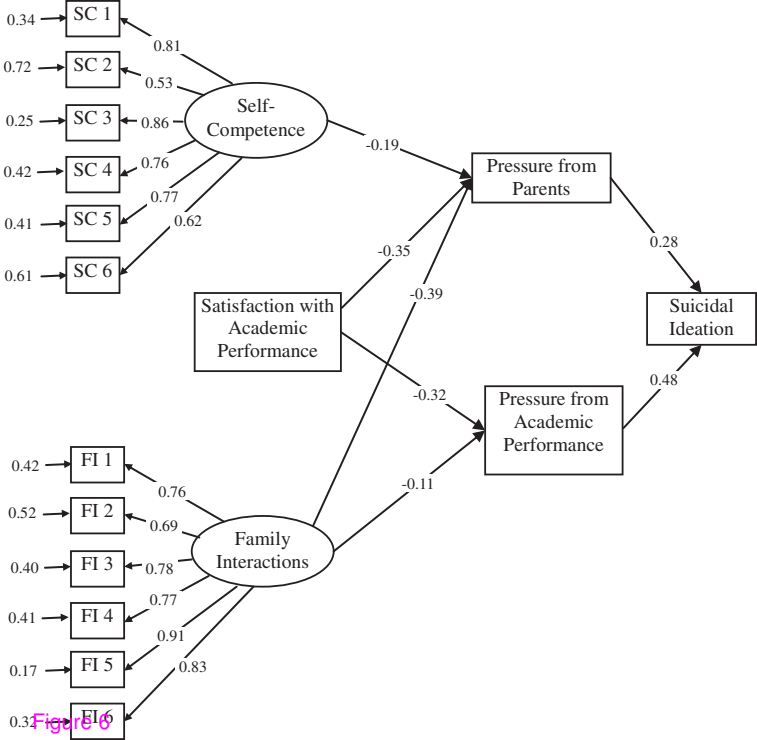 0.34
SC 1
0.81
0.72
SC 2
0.53
0.25
SC 3
0.86
0.42
SC 4
0.76
0.41
SC 5
0.77
0.61
SC 6
0.62
Self-
Competence
-0.19
Pressure from
Parents
-0.35
-0.39
0.28
Satisfaction with
Academic
Performance
Suicidal
Ideation
-0.32
0.48
Pressure from
Academic
Performance
-0.11
0.42
FI 1
0.76
0.52
FI 2
0.69
0.40
FI 3
0.78
0.41
FI 4
0.77
0.17
FI 5
0.91
0.32
FI 6
0.83
Family
Interactions
Figure 6